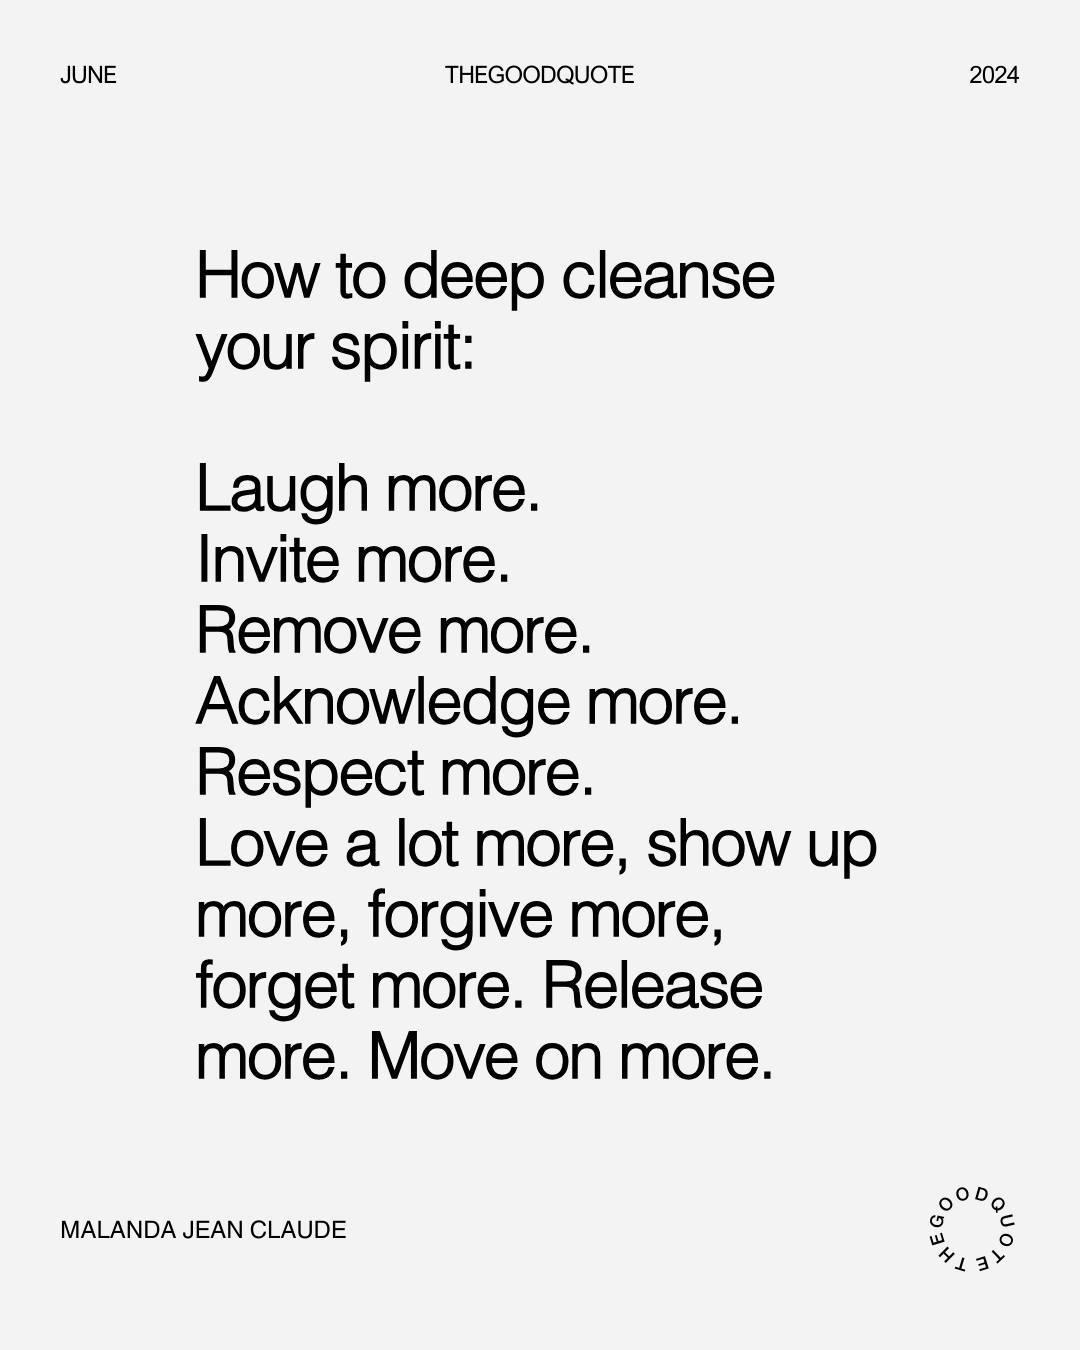 JUNE THEGOODQUOTE 2024
How to deep cleanse
your spirit:
Laugh more.
Invite more.
Remove more.
Acknowledge more.
Respect more.
Love a lot more, show up
more, forgive more,
forget more. Release
more. Move on more.
MALANDA JEAN CLAUDE
THEGOODQUOTE